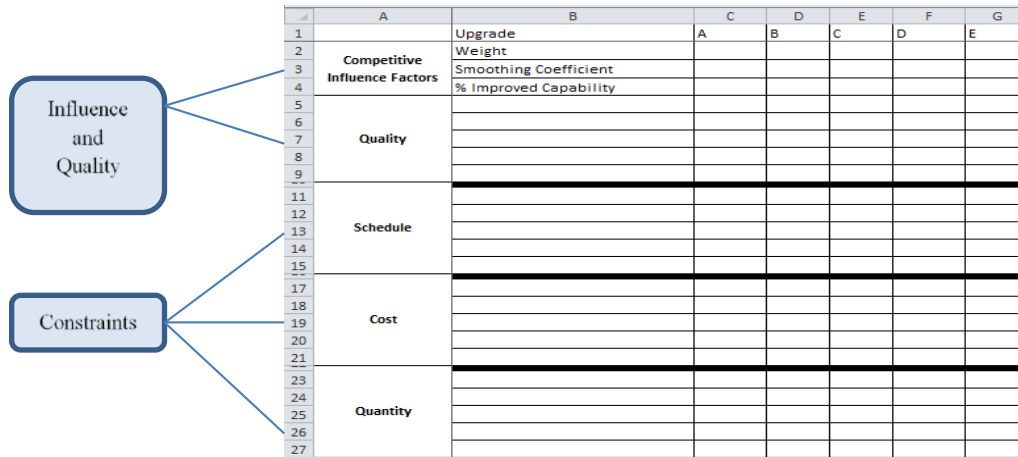 A B C D E F G
1 Upgrade A B C D E
2 Weight
Competitive
Influence Factors
3 Smoothing Coefficient
4 % Improved Capability
5
6
7 Quality
8
9
11
12
13 Schedule
14
15
17
18
19 Cost
20
21
23
24
25 Quantity
26
27
Influence
and
Quality
Constraints